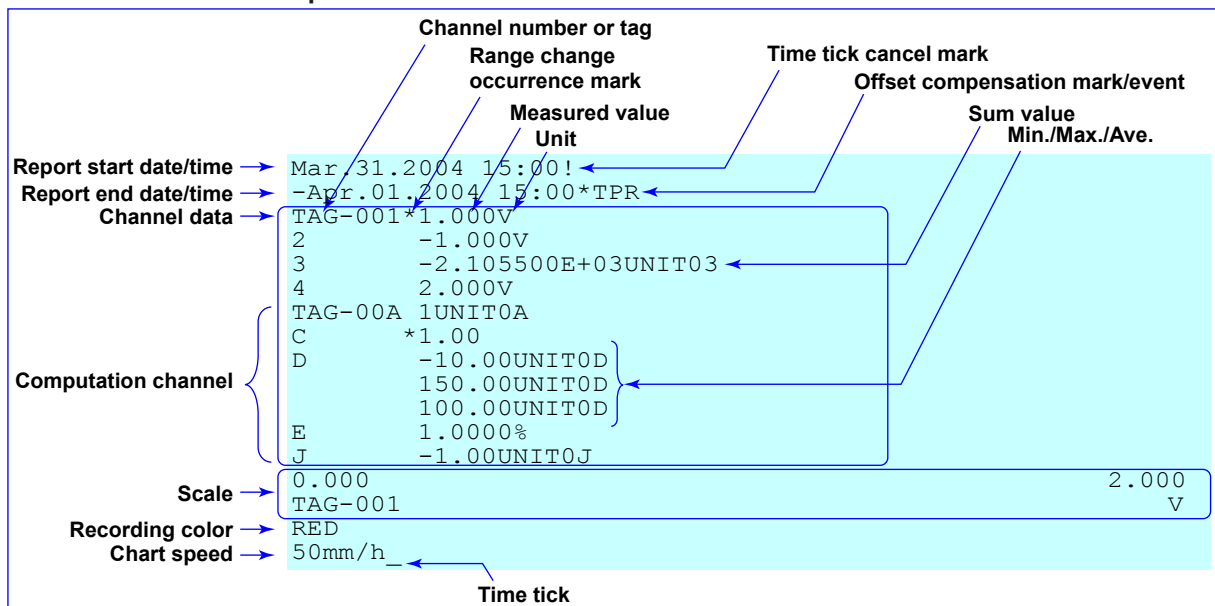 Channel number or tag
Range change
occurrence mark
Time tick cancel mark
Offset compensation mark/event
Measured value
Unit
Sum value
Min./Max./Ave.
Report start date/time
Mar.31.2004 15:00!
Report end date/time
-Apr.01.2004 15:00*TPR
Channel data
TAG-001*1.000V
2 -1.000V
3 -2.105500E+03UNIT03
4 2.000V
TAG-00A 1UNIT0A
C *1.00
D -10.00UNIT0D
Computation channel
150.00UNIT0D
100.00UNIT0D
E 1.0000%
J -1.00UNIT0J
Scale
0.000 2.000
TAG-001 V
Recording color
RED
Chart speed
50mm/h_
Time tick